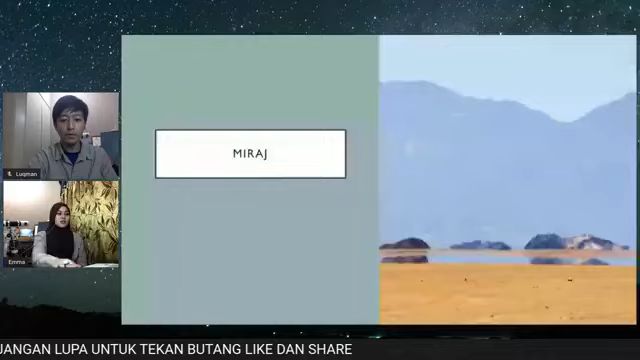 MIRAJ
Luqman
Emma
JANGAN LUPA UNTUK TEKAN BUTANG LIKE DAN SHARE